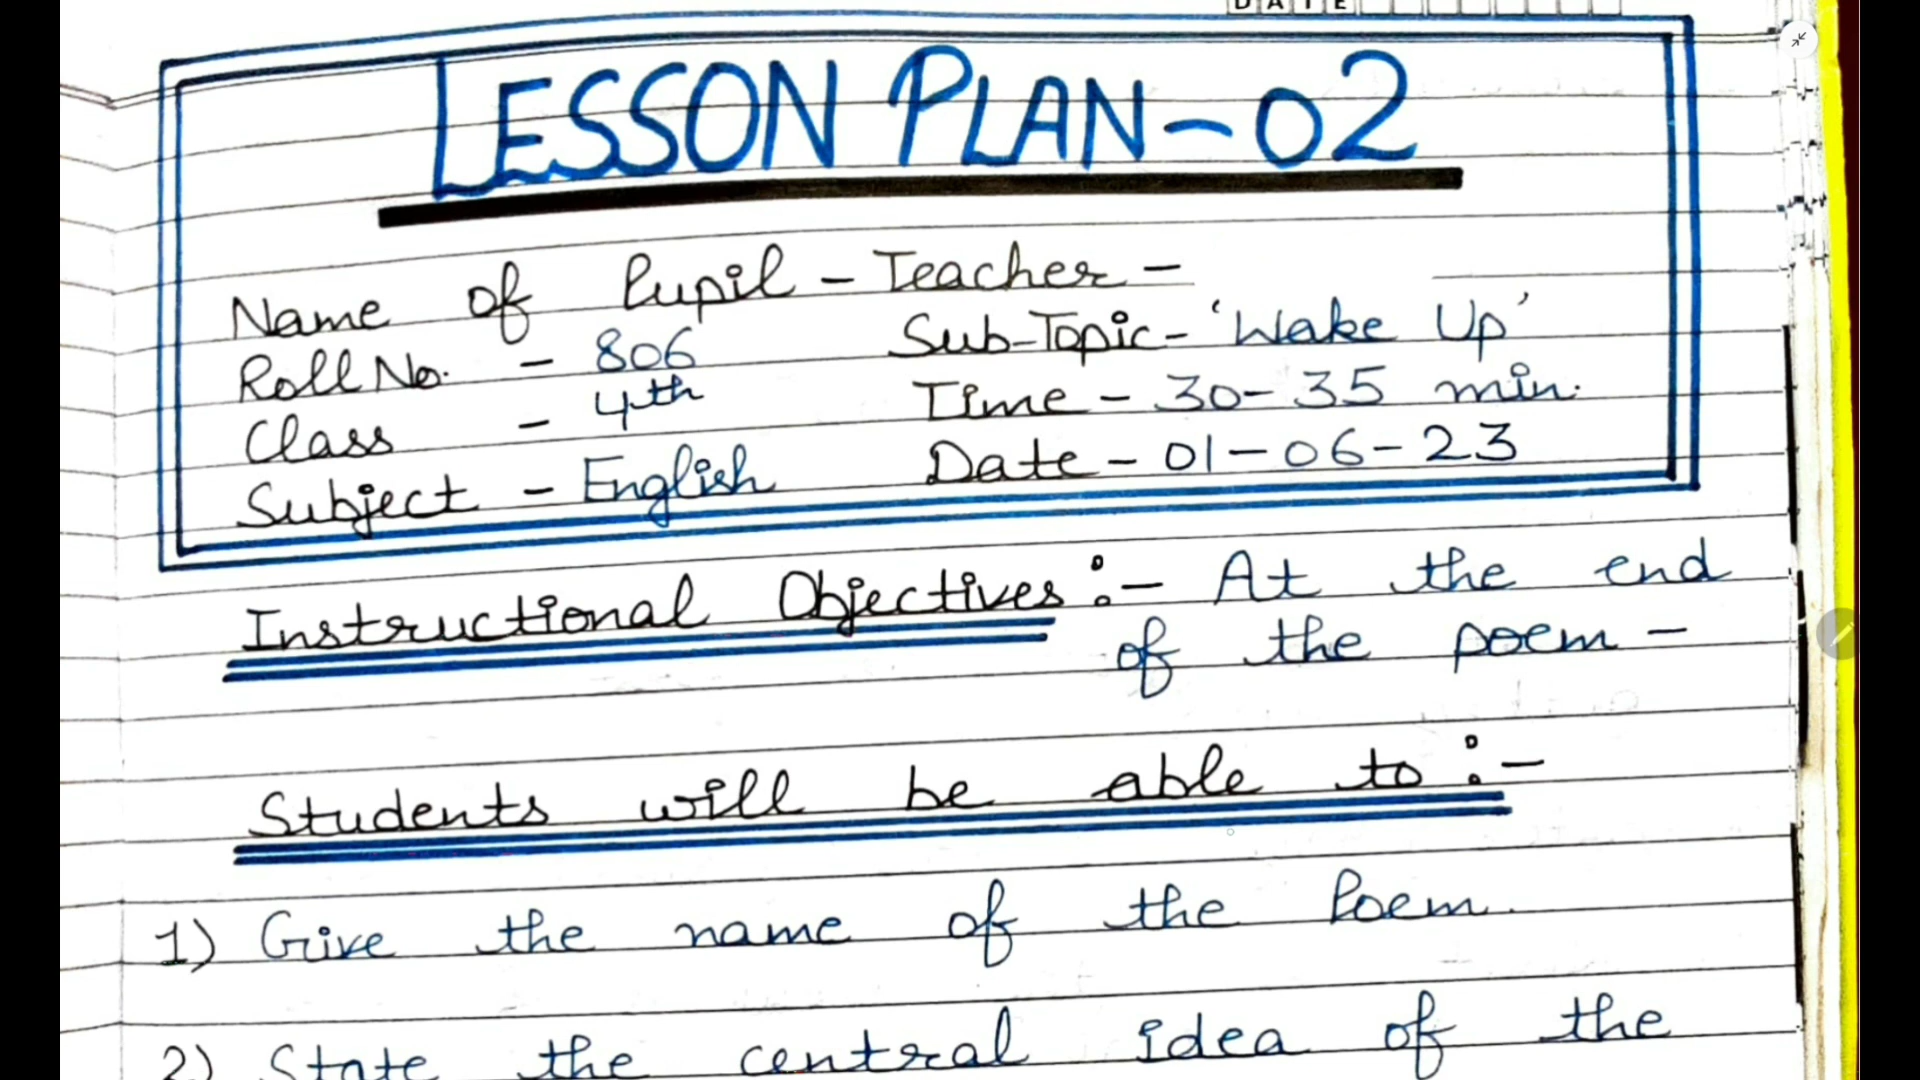 DATE
LESSON PLAN-02
Name of Pupil - Teacher -
Roll No. - 806 Sub-Topic - 'Wake Up'
Class - 4th Time - 30-35 min.
Subject - English Date - 01-06-23
Instructional Objectives :- At the end
of the poem -
Students will be able to :-
1) Give the name of the Poem.
2) State the central idea of the